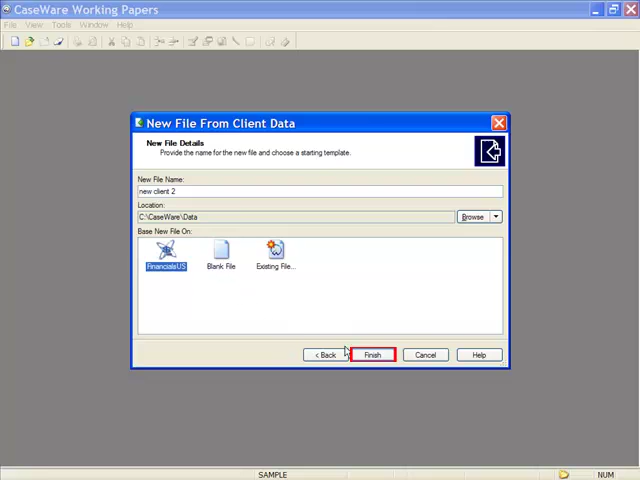 CaseWare Working Papers
File View Tools Window Help
New File From Client Data
New File Details
Provide the name for the new file and choose a starting template.
New File Name:
new client 2
Location:
C:\CaseWare\Data
Browse
Base New File On:
FinancialsUS Blank File Existing File...
< Back Finish Cancel Help
SAMPLE NUM